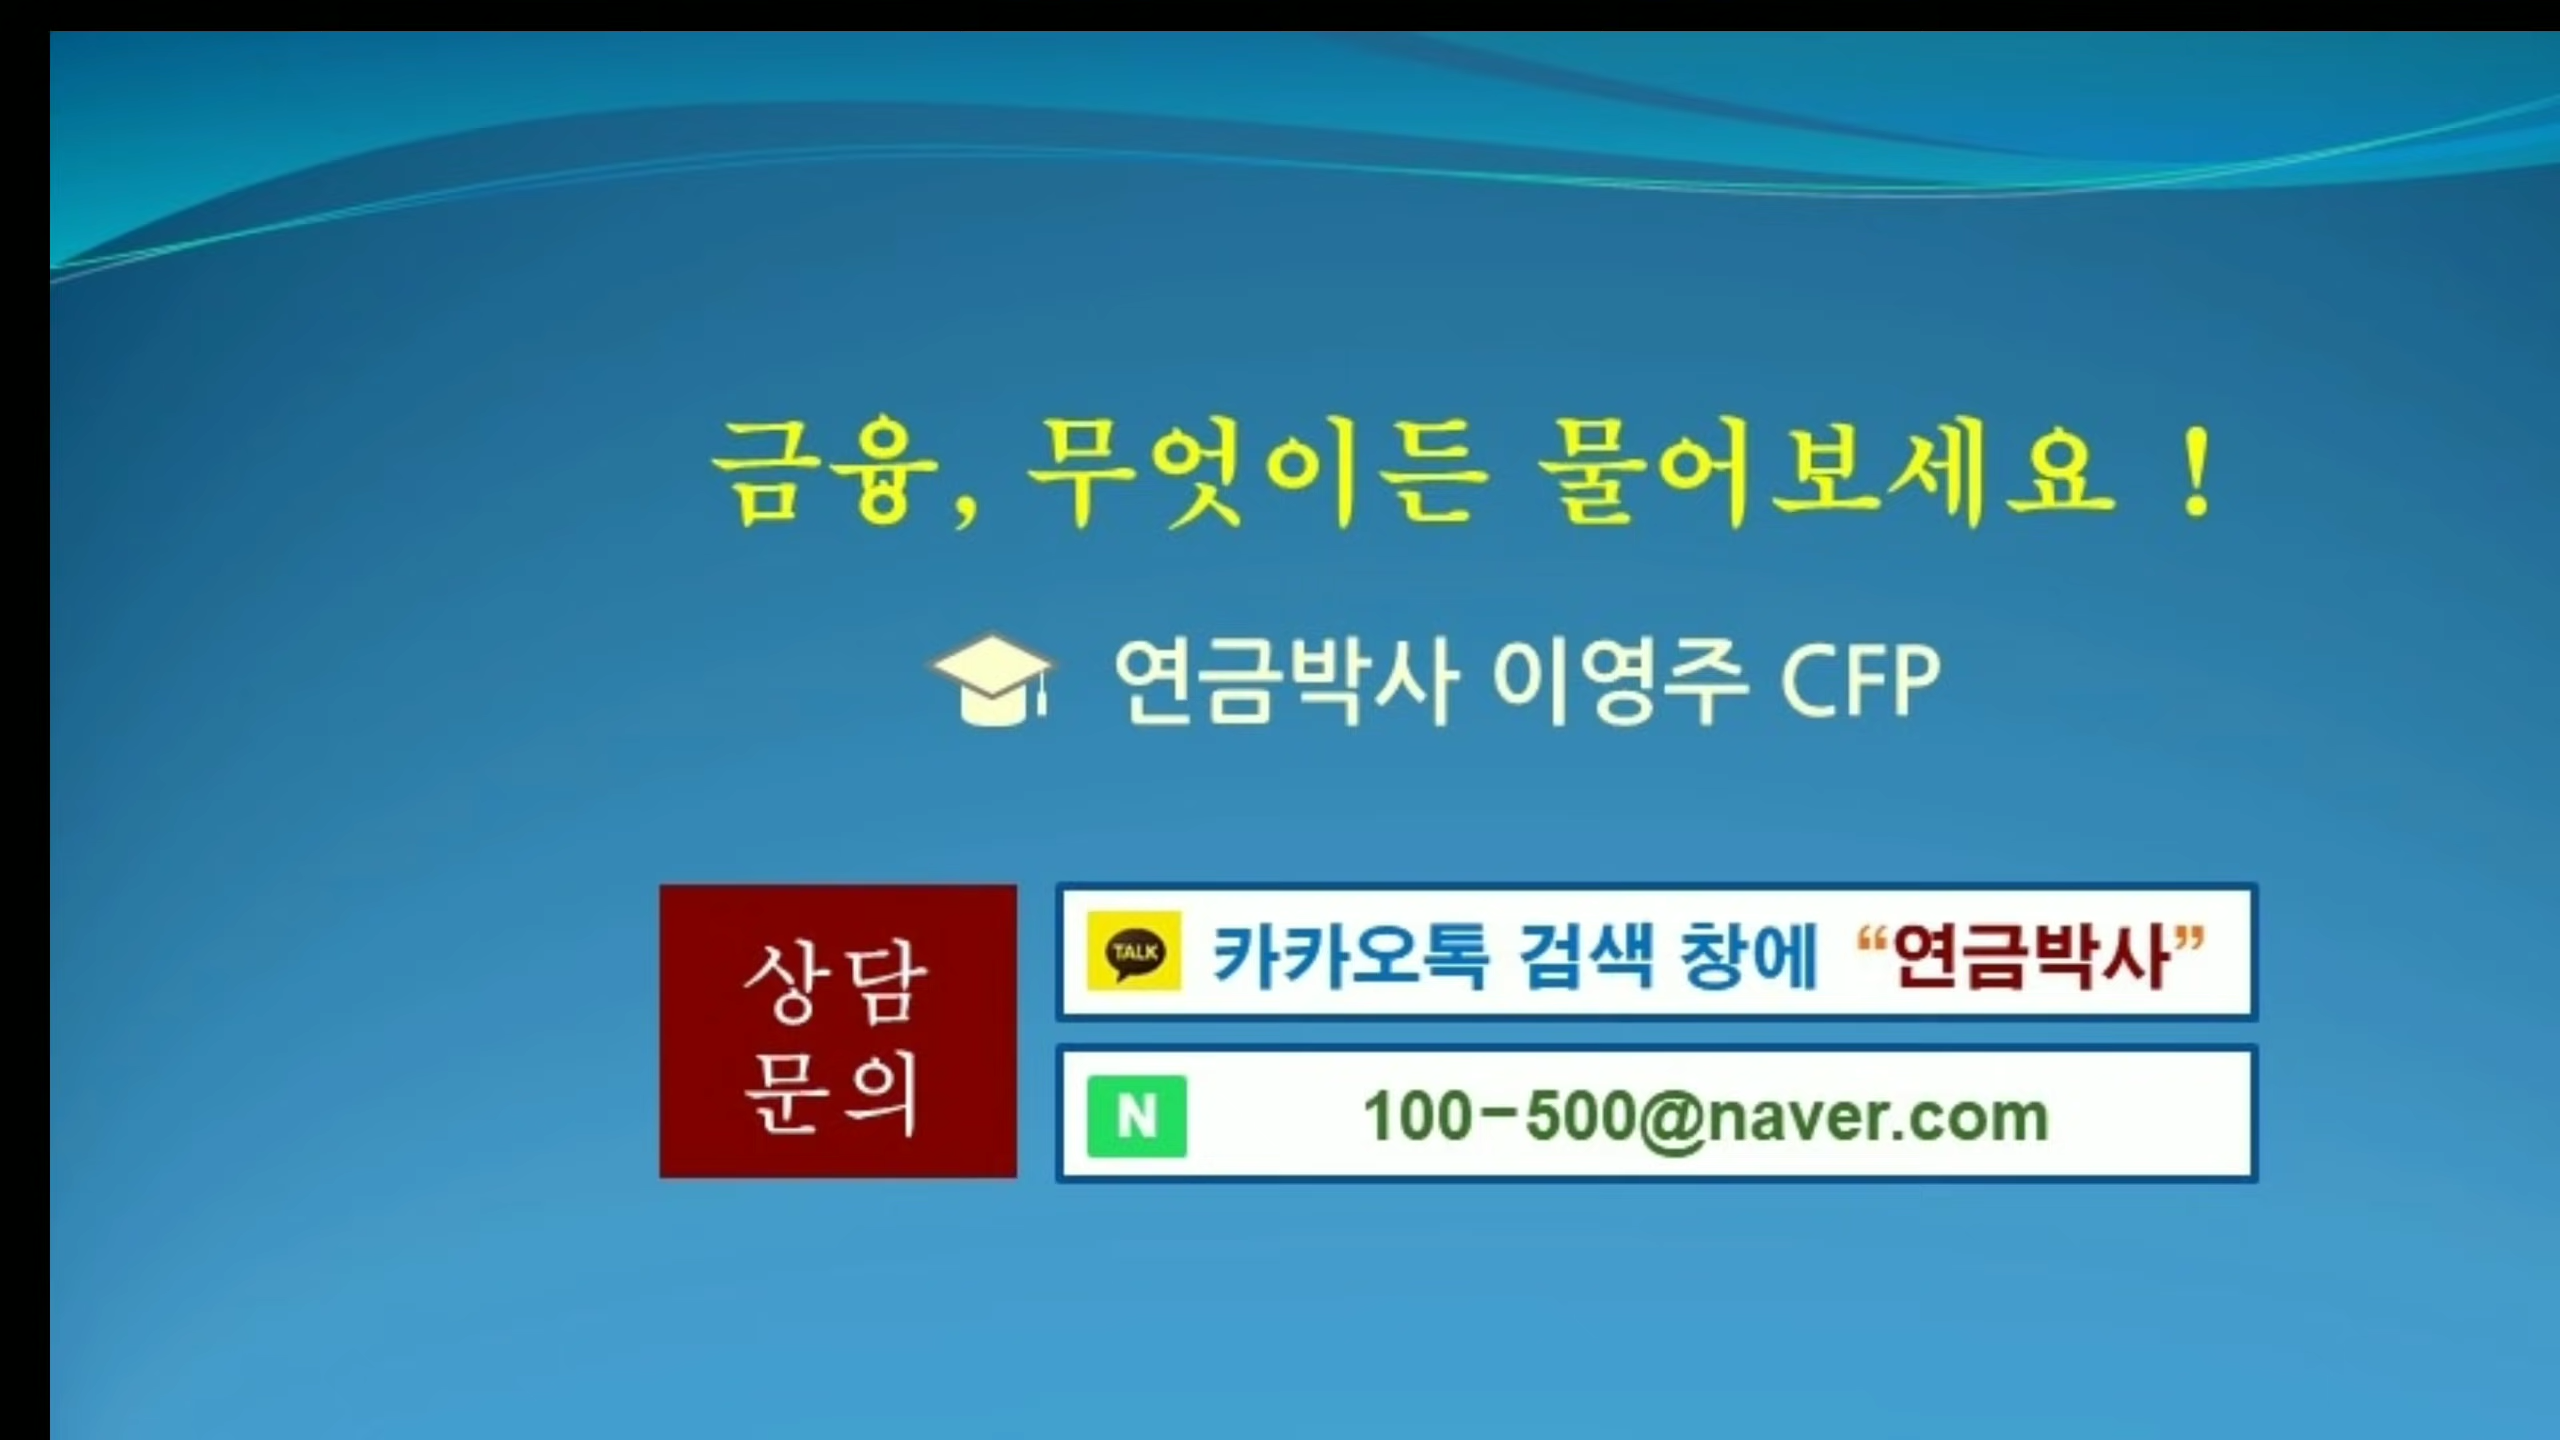 금융, 무엇이든 물어보세요 !
연금박사 이영주 CFP
상담
문의
TALK 카카오톡 검색 창에 “연금박사”
N 100-500@naver.com